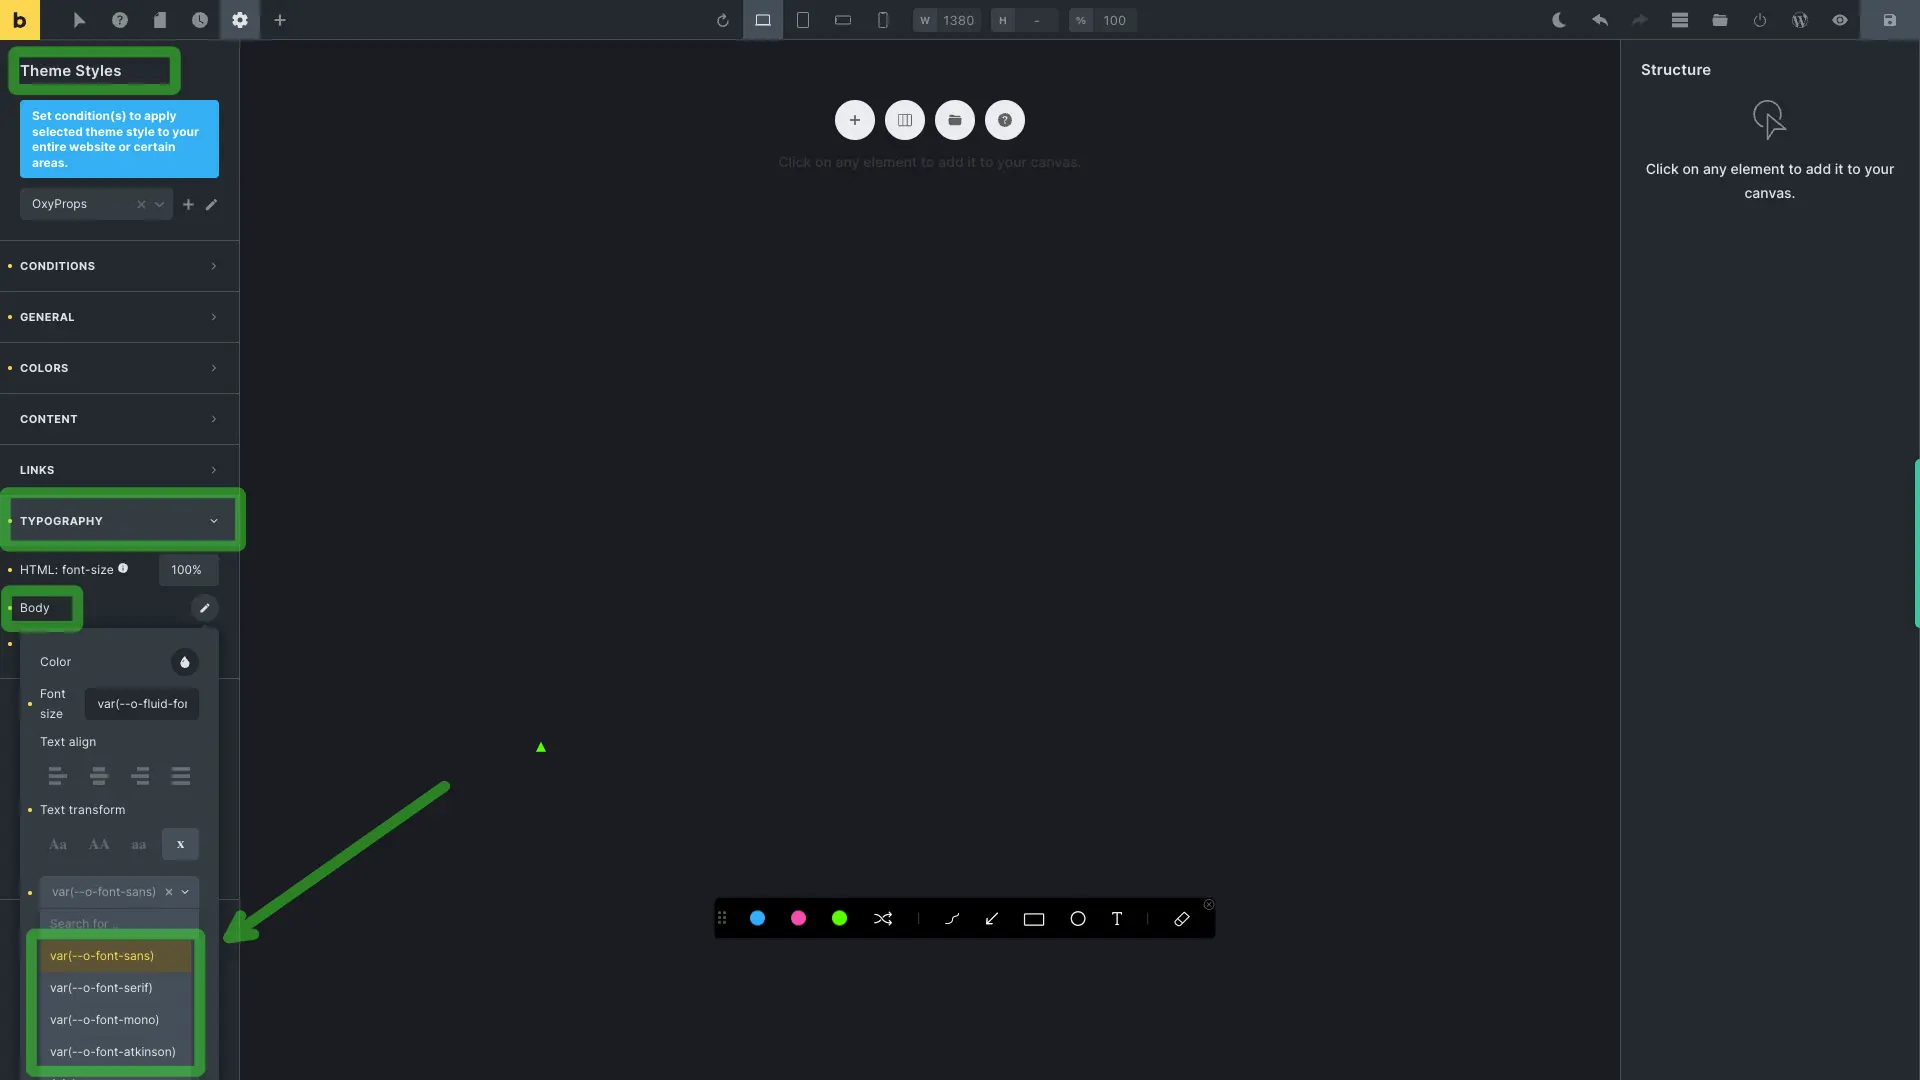 b
W 1380 H - % 100
Theme Styles
Set condition(s) to apply
selected theme style to your
entire website or certain
areas.
OxyProps
CONDITIONS
GENERAL
COLORS
CONTENT
LINKS
TYPOGRAPHY
HTML: font-size
100%
Body
Color
Font
size
var(--o-fluid-for
Text align
Text transform
Aa AA aa x
var(--o-font-sans)
Search for ...
var(--o-font-sans)
var(--o-font-serif)
var(--o-font-mono)
var(--o-font-atkinson)
Click on any element to add it to your canvas.
T
Structure
Click on any element to add it to your
canvas.